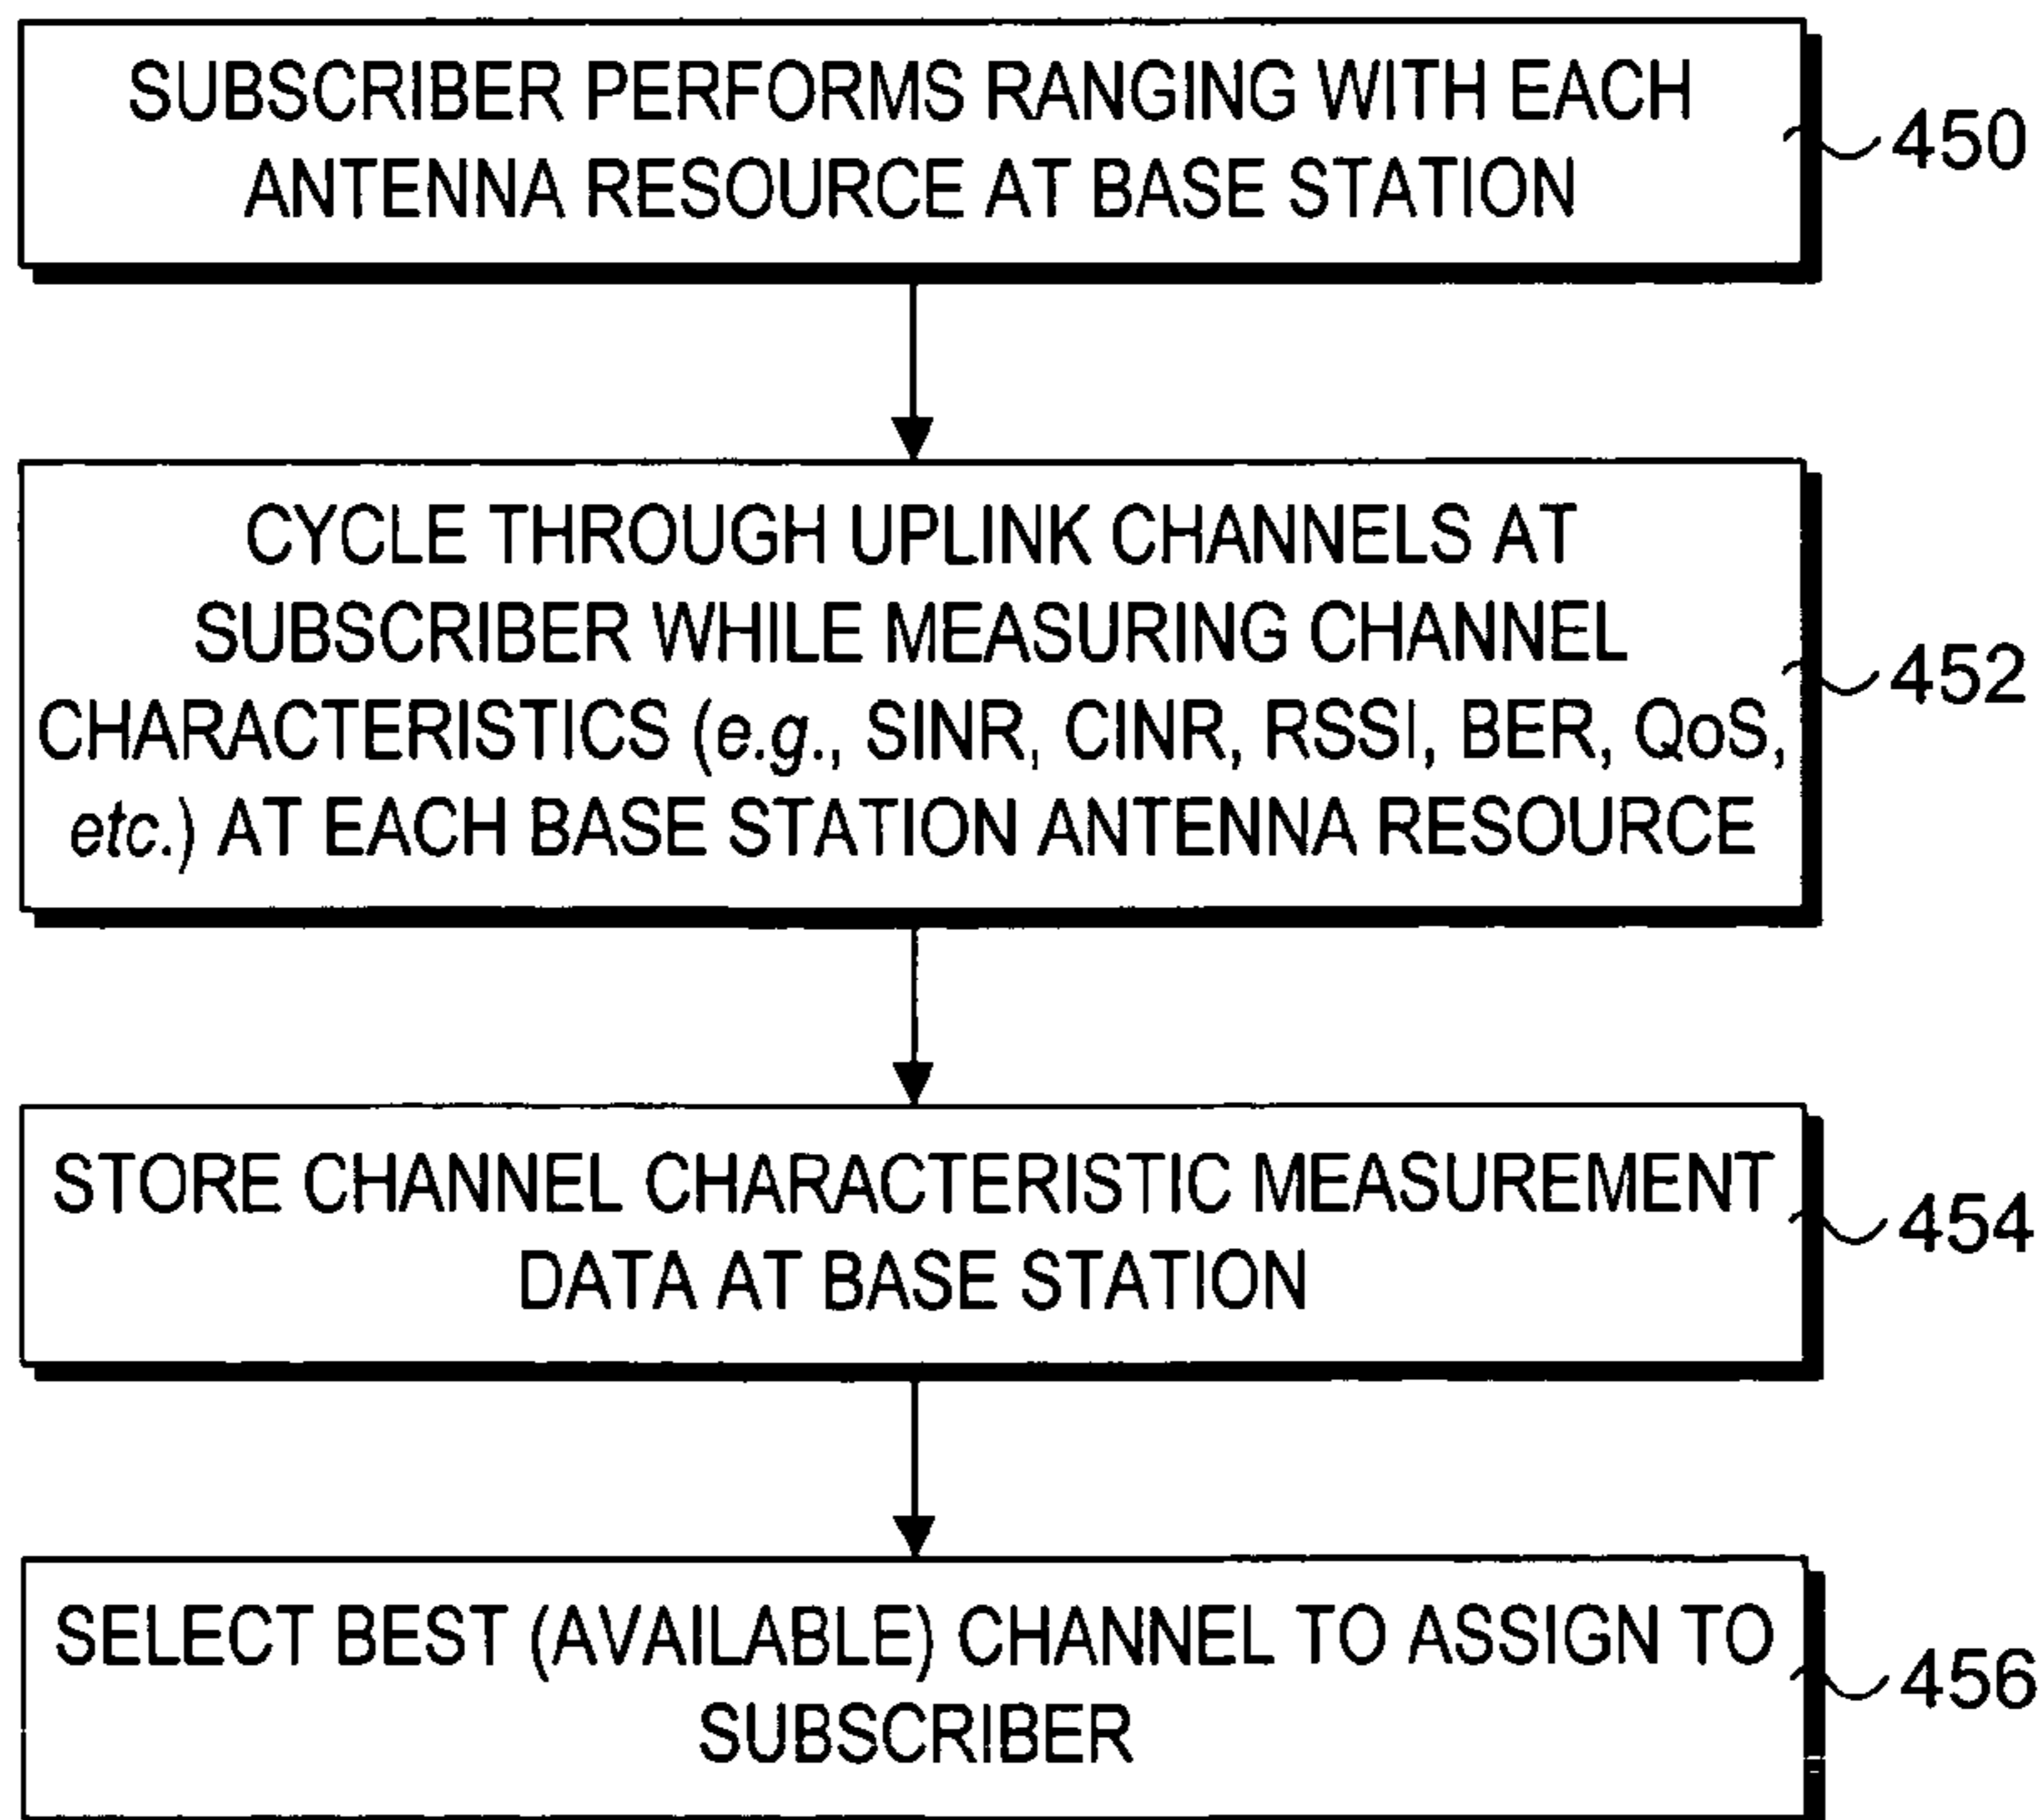 SUBSCRIBER PERFORMS RANGING WITH EACH
ANTENNA RESOURCE AT BASE STATION
450
CYCLE THROUGH UPLINK CHANNELS AT
SUBSCRIBER WHILE MEASURING CHANNEL
CHARACTERISTICS (e.g., SINR, CINR, RSSI, BER, QoS,
etc.) AT EACH BASE STATION ANTENNA RESOURCE
452
STORE CHANNEL CHARACTERISTIC MEASUREMENT
DATA AT BASE STATION
454
SELECT BEST (AVAILABLE) CHANNEL TO ASSIGN TO
SUBSCRIBER
456